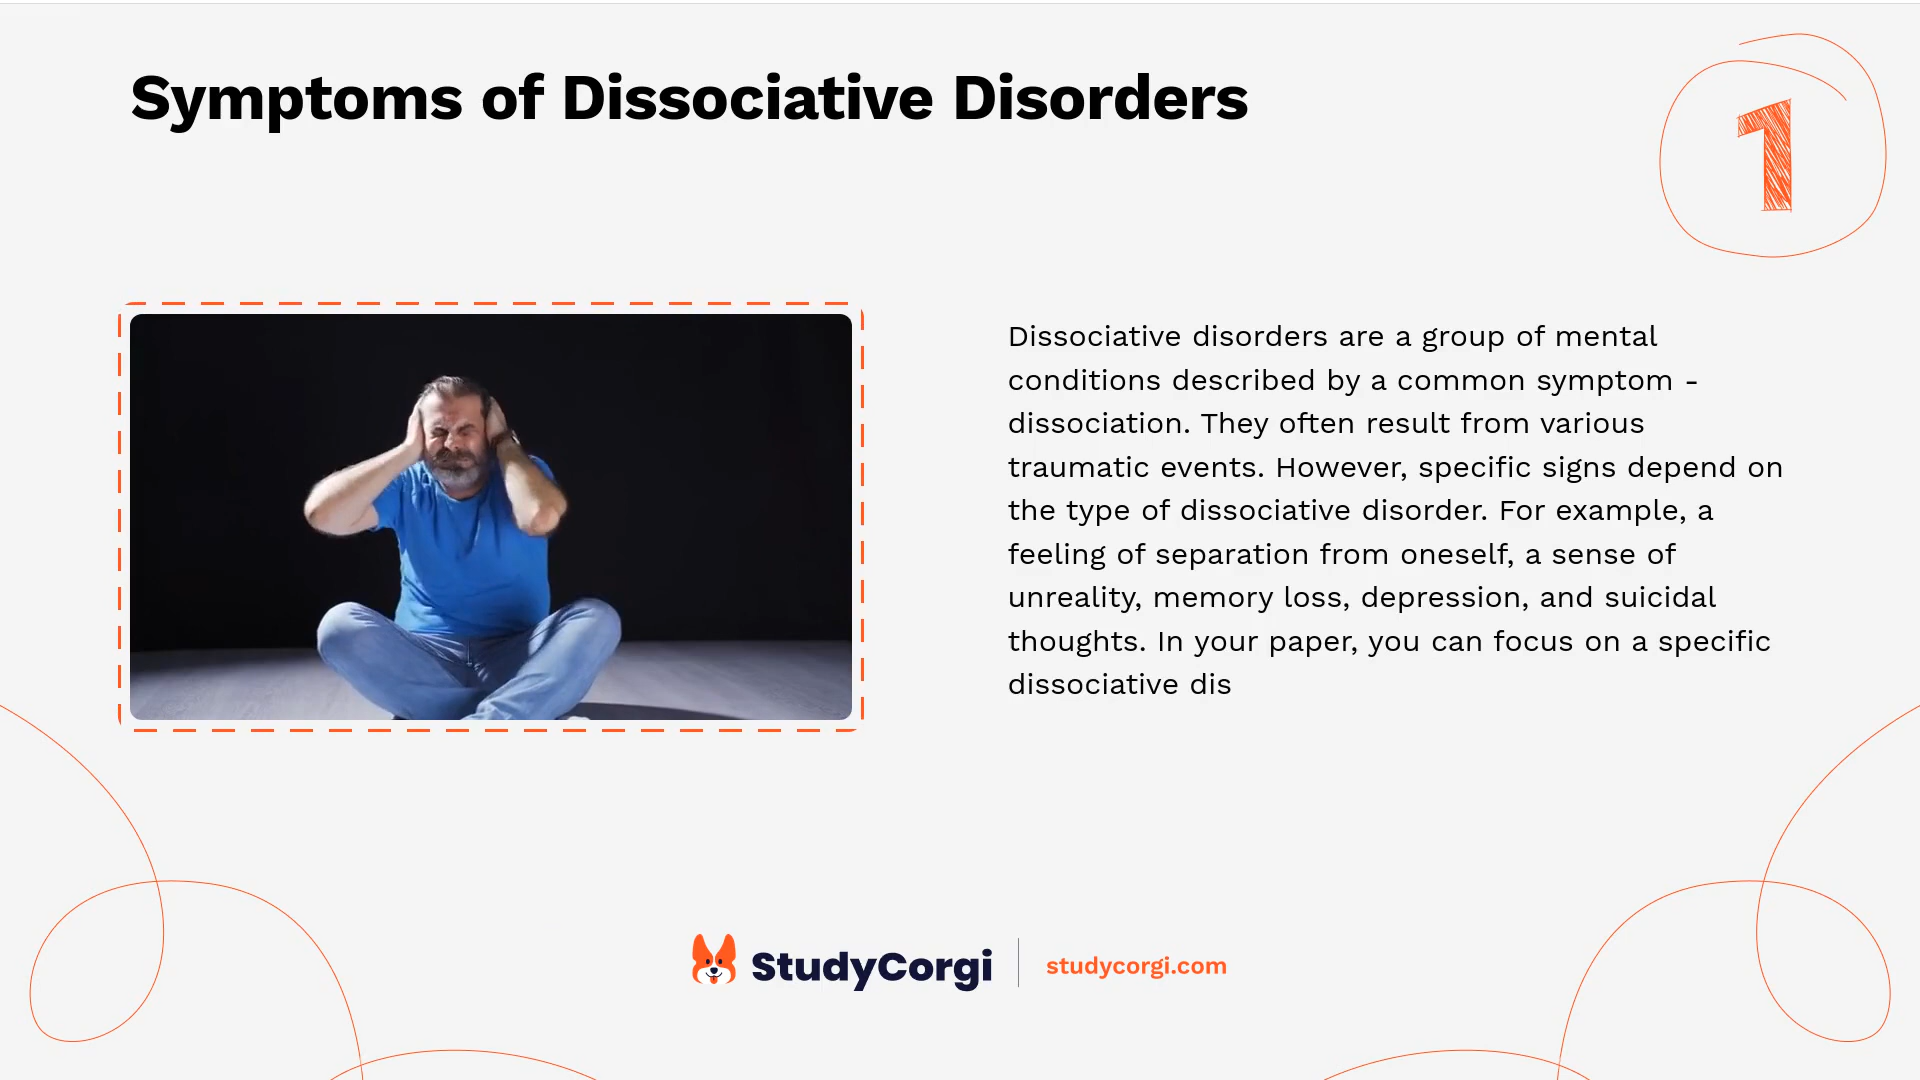 Symptoms of Dissociative Disorders
1
Dissociative disorders are a group of mental
conditions described by a common symptom -
dissociation. They often result from various
traumatic events. However, specific signs depend on
the type of dissociative disorder. For example, a
feeling of separation from oneself, a sense of
unreality, memory loss, depression, and suicidal
thoughts. In your paper, you can focus on a specific
dissociative dis
StudyCorgi
studycorgi.com